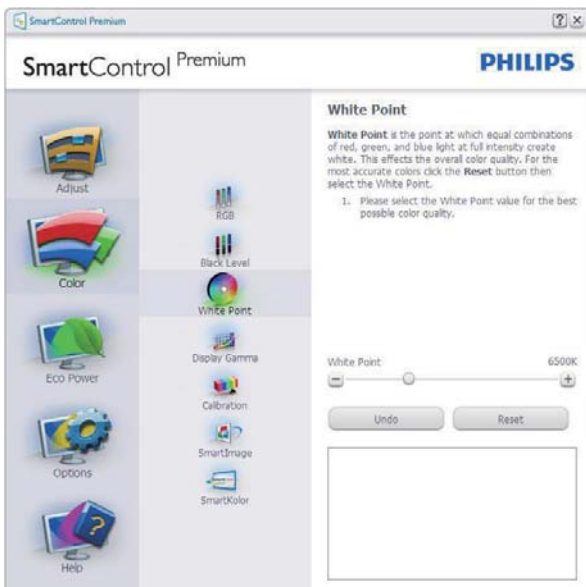 SmartControl Premium
? ×
SmartControl Premium
PHILIPS
Adjust
Color
Eco Power
Options
Help
RGB
Black Level
White Point
Display Gamma
Calibration
SmartImage
SmartKolor
White Point
White Point is the point at which equal combinations
of red, green, and blue light at full intensity create
white. This effects the overall color quality. For the
most accurate colors click the Reset button then
select the White Point.
1. Please select the White Point value for the best
possible color quality.
White Point 6500K
Undo Reset